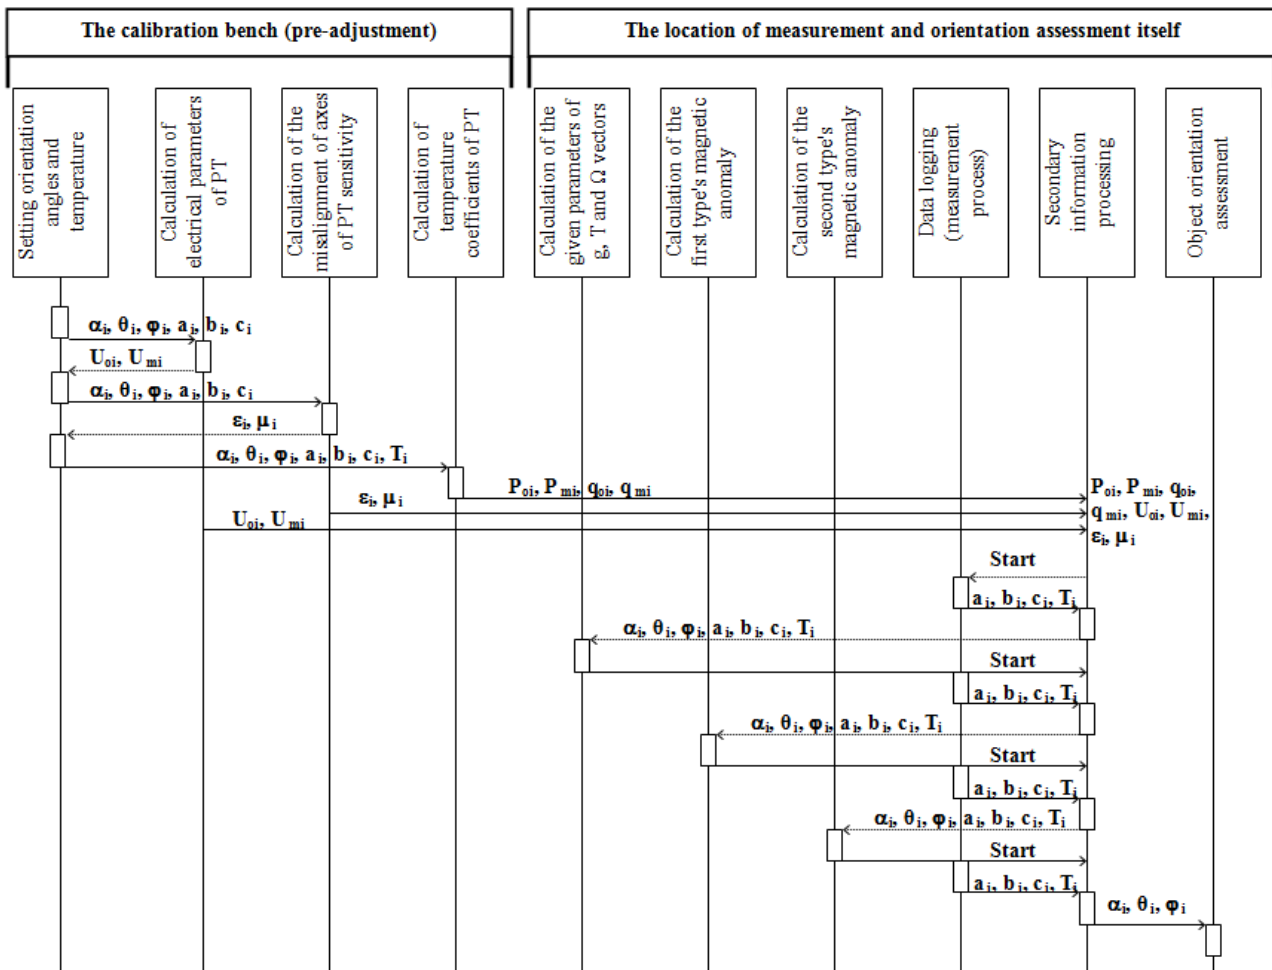 The calibration bench (pre-adjustment)
The location of measurement and orientation assessment itself
Setting orientation
angles and
temperature
Calculation of
electrical parameters
of PT
Calculation of the
misalignment of axes
of PT sensitivity
Calculation of
temperature
coefficients of PT
Calculation of the
given parameters of
g, T and Ω vectors
Calculation of the
first type's magnetic
anomaly
Calculation of the
second type's
magnetic anomaly
Data logging
(measurement
process)
Secondary
information
processing
Object orientation
assessment
αi, θi, φi, ai, bi, ci
Uoi, Umi
αi, θi, φi, ai, bi, ci
εi, μi
αi, θi, φi, ai, bi, ci, Ti
Poi, Pmi, qoi, qmi
εi, μi
Uoi, Umi
Poi, Pmi, qoi,
qmi, Uoi, Umi,
εi, μi
Start
ai, bi, ci, Ti
αi, θi, φi, ai, bi, ci, Ti
Start
ai, bi, ci, Ti
αi, θi, φi, ai, bi, ci, Ti
Start
ai, bi, ci, Ti
αi, θi, φi, ai, bi, ci, Ti
Start
ai, bi, ci, Ti
αi, θi, φi